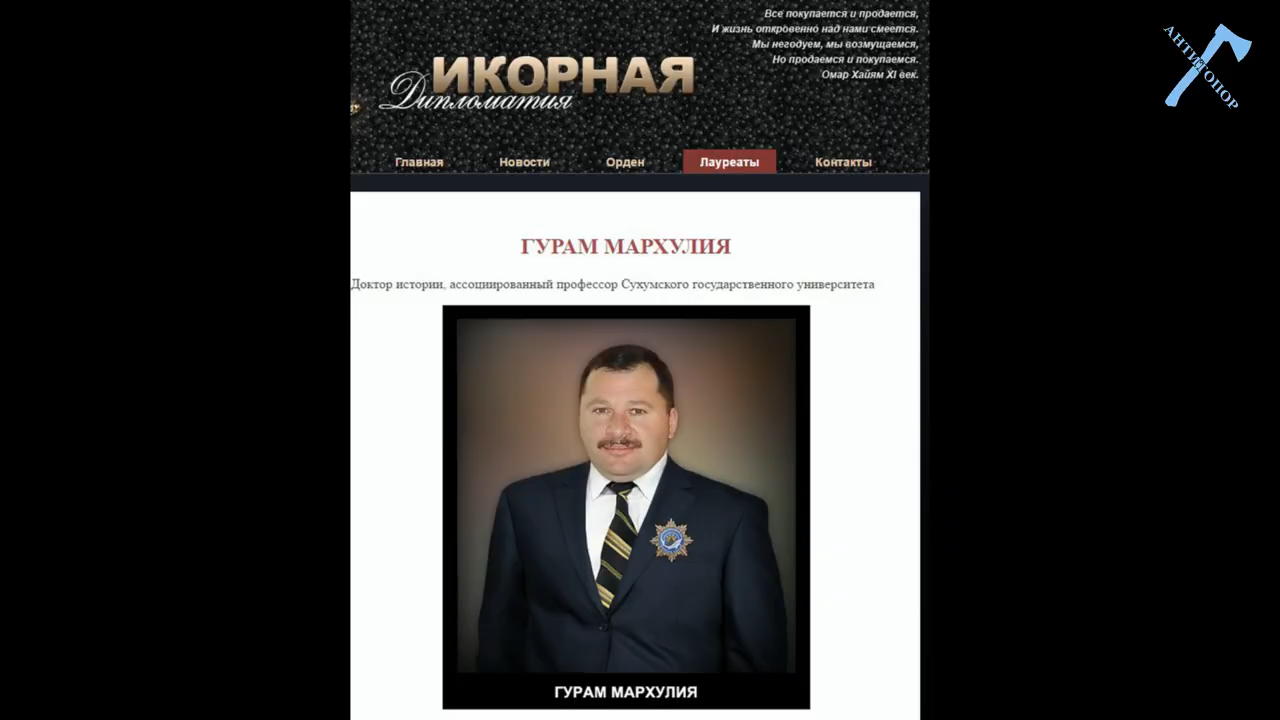 Все покупается и продается,
И жизнь откровенно над нами смеется.
Мы негодуем, мы возмущаемся,
Но продаемся и покупаемся.
Омар Хайям XI век.
ИКОРНАЯ
Дипломатия
Главная Новости Орден Лауреаты Контакты
ГУРАМ МАРХУЛИЯ
Доктор истории, ассоциированный профессор Сухумского государственного университета
ГУРАМ МАРХУЛИЯ
АНТИТОПОР